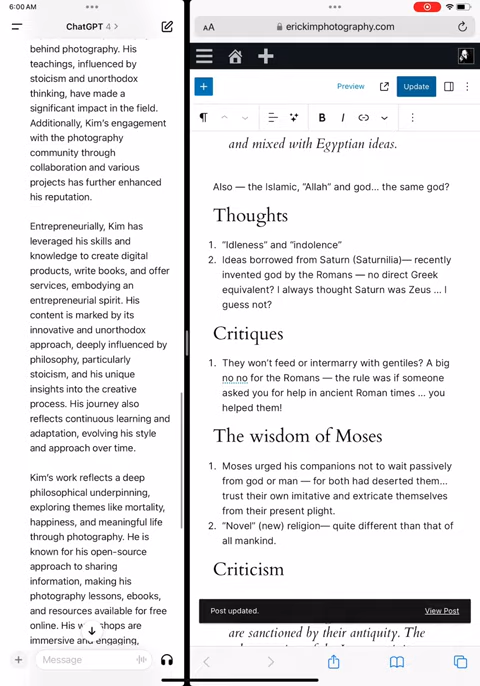 6:00 AM
ChatGPT 4 >
behind photography. His
teachings, influenced by
stoicism and unorthodox
thinking, have made a
significant impact in the field.
Additionally, Kim's engagement
with the photography
community through
collaboration and various
projects has further enhanced
his reputation.
Entrepreneurially, Kim has
leveraged his skills and
knowledge to create digital
products, write books, and offer
services, embodying an
entrepreneurial spirit. His
content is marked by its
innovative and unorthodox
approach, deeply influenced by
philosophy, particularly
stoicism, and his unique
insights into the creative
process. His journey also
reflects continuous learning and
adaptation, evolving his style
and approach over time.
Kim's work reflects a deep
philosophical underpinning,
exploring themes like mortality,
happiness, and meaningful life
through photography. He is
known for his open-source
approach to sharing
information, making his
photography lessons, ebooks,
and resources available for free
online. His shops are
immersive and engaging,
Message
AA
erickimphotography.com
Preview
Update
B I
and mixed with Egyptian ideas.
Also — the Islamic, "Allah" and god... the same god?
Thoughts
1. "Idleness" and "indolence"
2. Ideas borrowed from Saturn (Saturnilia)— recently
invented god by the Romans — no direct Greek
equivalent? I always thought Saturn was Zeus ... I
guess not?
Critiques
1. They won't feed or intermarry with gentiles? A big
no no for the Romans — the rule was if someone
asked you for help in ancient Roman times ... you
helped them!
The wisdom of Moses
1. Moses urged his companions not to wait passively
from god or man — for both had deserted them...
trust their own imitative and extricate themselves
from their present plight.
2. "Novel" (new) religion— quite different than that of
all mankind.
Criticism
Post updated.
View Post
are sanctioned by their antiquity. The